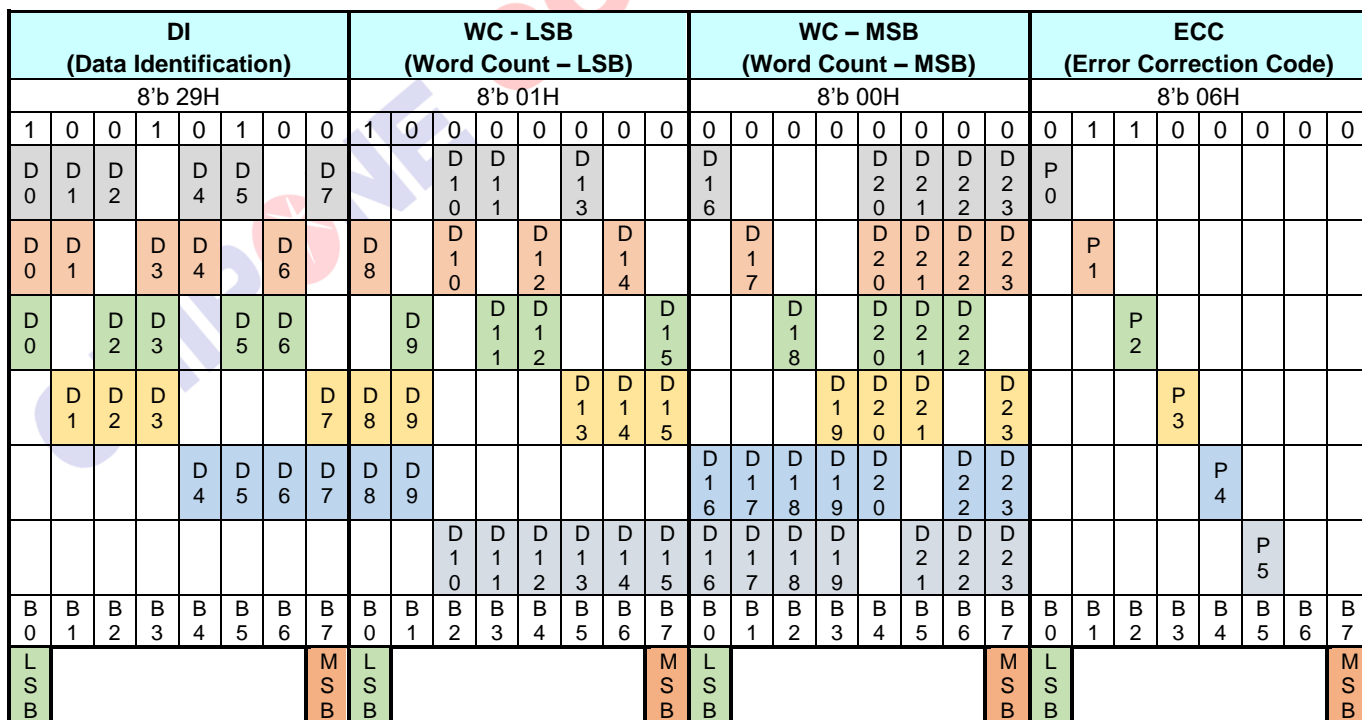 DI WC - LSB WC – MSB ECC
(Data Identification) (Word Count – LSB) (Word Count – MSB) (Error Correction Code)
8’b 29H 8’b 01H 8’b 00H 8’b 06H
1 0 0 1 0 1 0 0 1 0 0 0 0 0 0 0 0 0 0 0 0 0 0 0 0 1 1 0 0 0 0 0
D0 D1 D2 D4 D5 D7 D10 D11 D13 D16 D20 D21 D22 D23 P0
D0 D1 D3 D4 D6 D8 D10 D12 D14 D17 D20 D21 D22 D23 P1
D0 D2 D3 D5 D6 D9 D11 D12 D15 D18 D20 D21 D22 P2
D1 D2 D3 D7 D8 D9 D13 D14 D15 D19 D20 D21 D23 P3
D4 D5 D6 D7 D8 D9 D16 D17 D18 D19 D20 D22 D23 P4
D10 D11 D12 D13 D14 D15 D16 D17 D18 D19 D21 D22 D23 P5
B0 B1 B2 B3 B4 B5 B6 B7 B0 B1 B2 B3 B4 B5 B6 B7 B0 B1 B2 B3 B4 B5 B6 B7 B0 B1 B2 B3 B4 B5 B6 B7
LSB MSB LSB MSB LSB MSB LSB MSB
CHIPONE